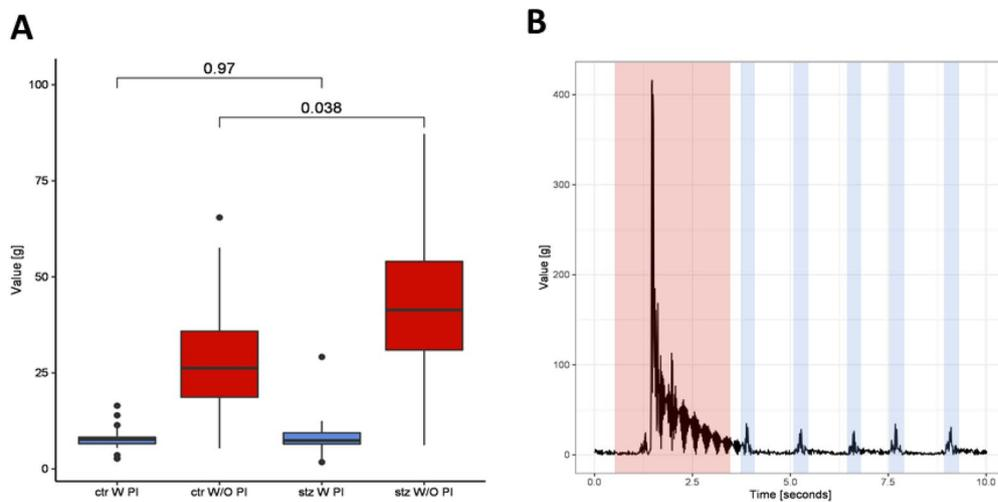 A
B
0.97
0.038
100
75
50
25
0
Value [g]
ctr W PI
ctr W/O PI
stz W PI
stz W/O PI
400
300
200
100
0
Value [g]
0.0
2.5
5.0
7.5
10.0
Time [seconds]